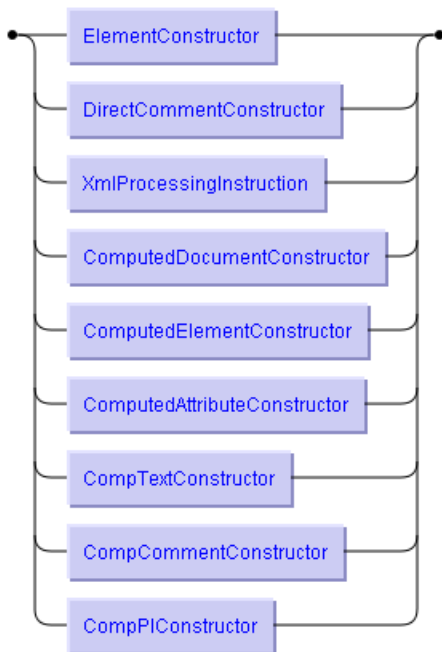 ElementConstructor
DirectCommentConstructor
XmlProcessingInstruction
ComputedDocumentConstructor
ComputedElementConstructor
ComputedAttributeConstructor
CompTextConstructor
CompCommentConstructor
CompPIConstructor